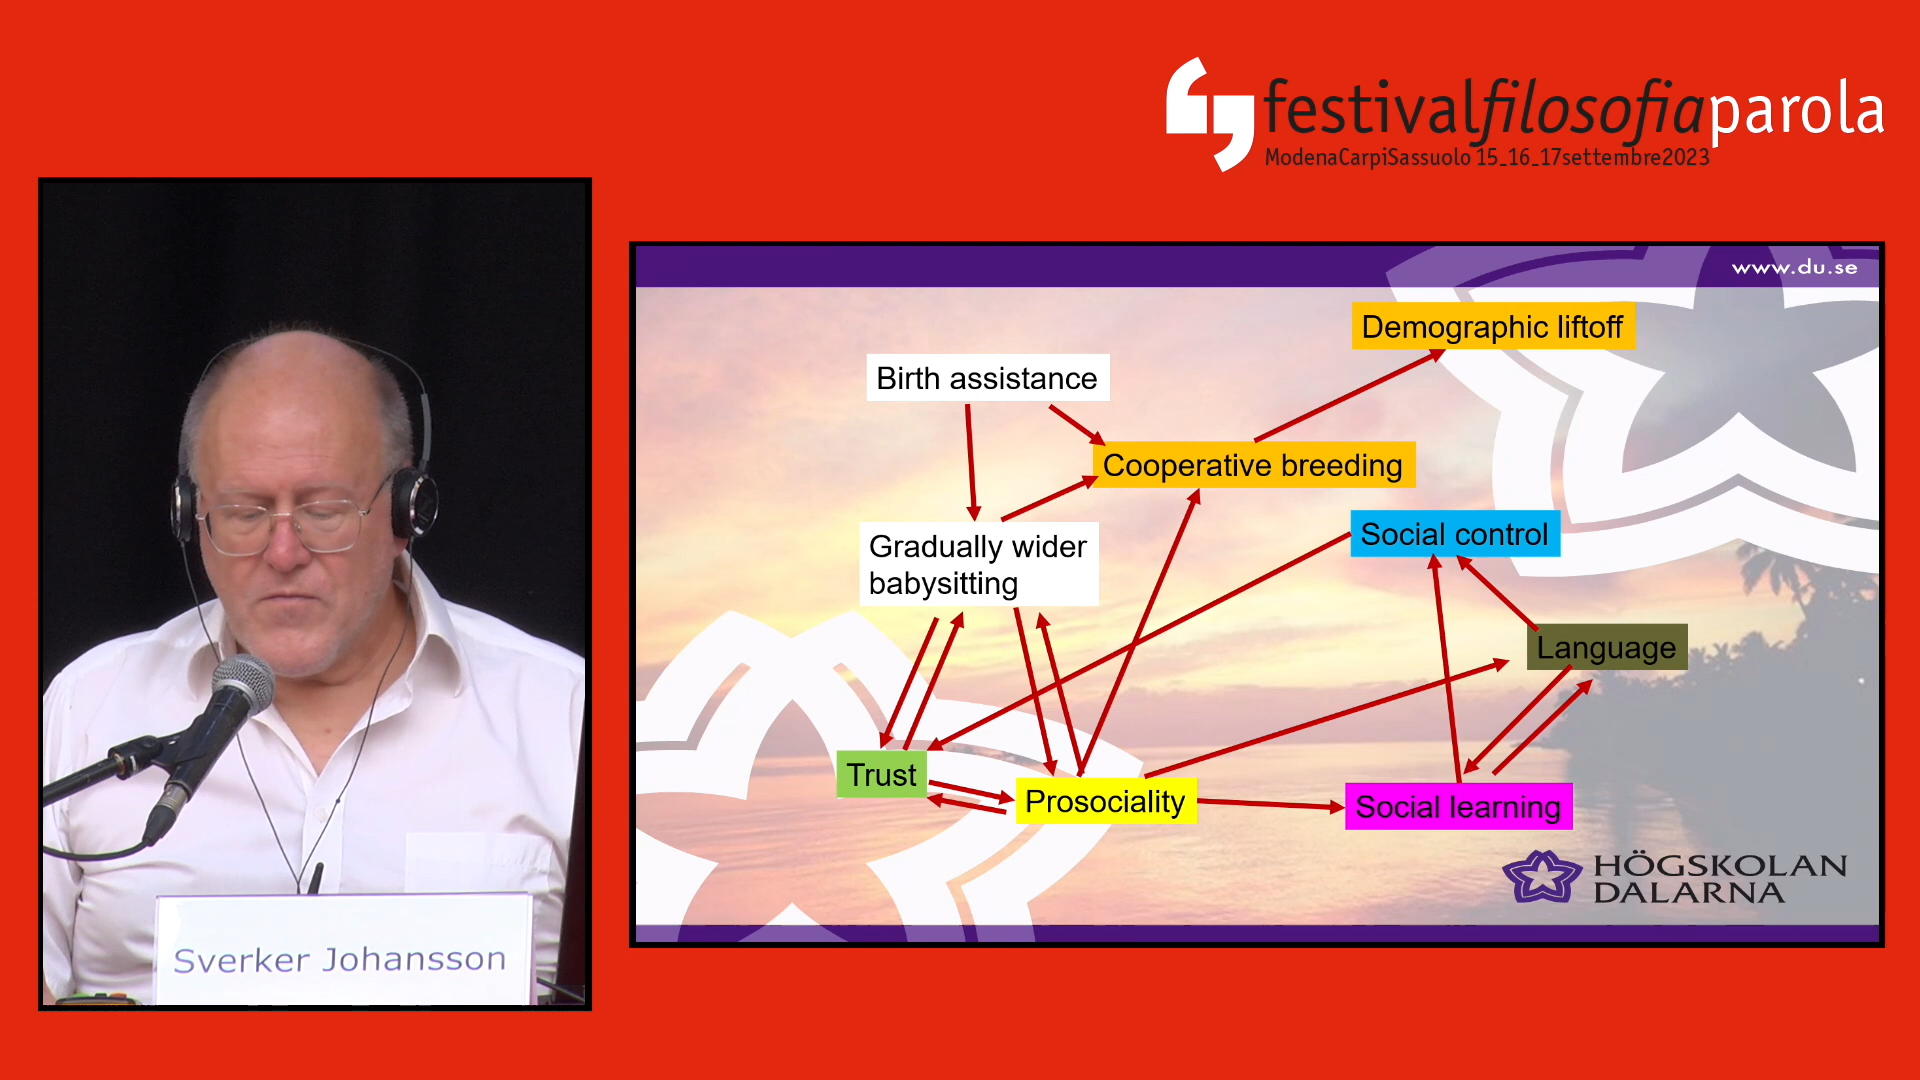 festivalfilosofiaparola
ModenaCarpiSassuolo 15_16_17settembre2023
www.du.se
Demographic liftoff
Birth assistance
Cooperative breeding
Social control
Gradually wider
babysitting
Language
Trust
Prosociality
Social learning
HÖGSKOLAN
DALARNA
Sverker Johansson